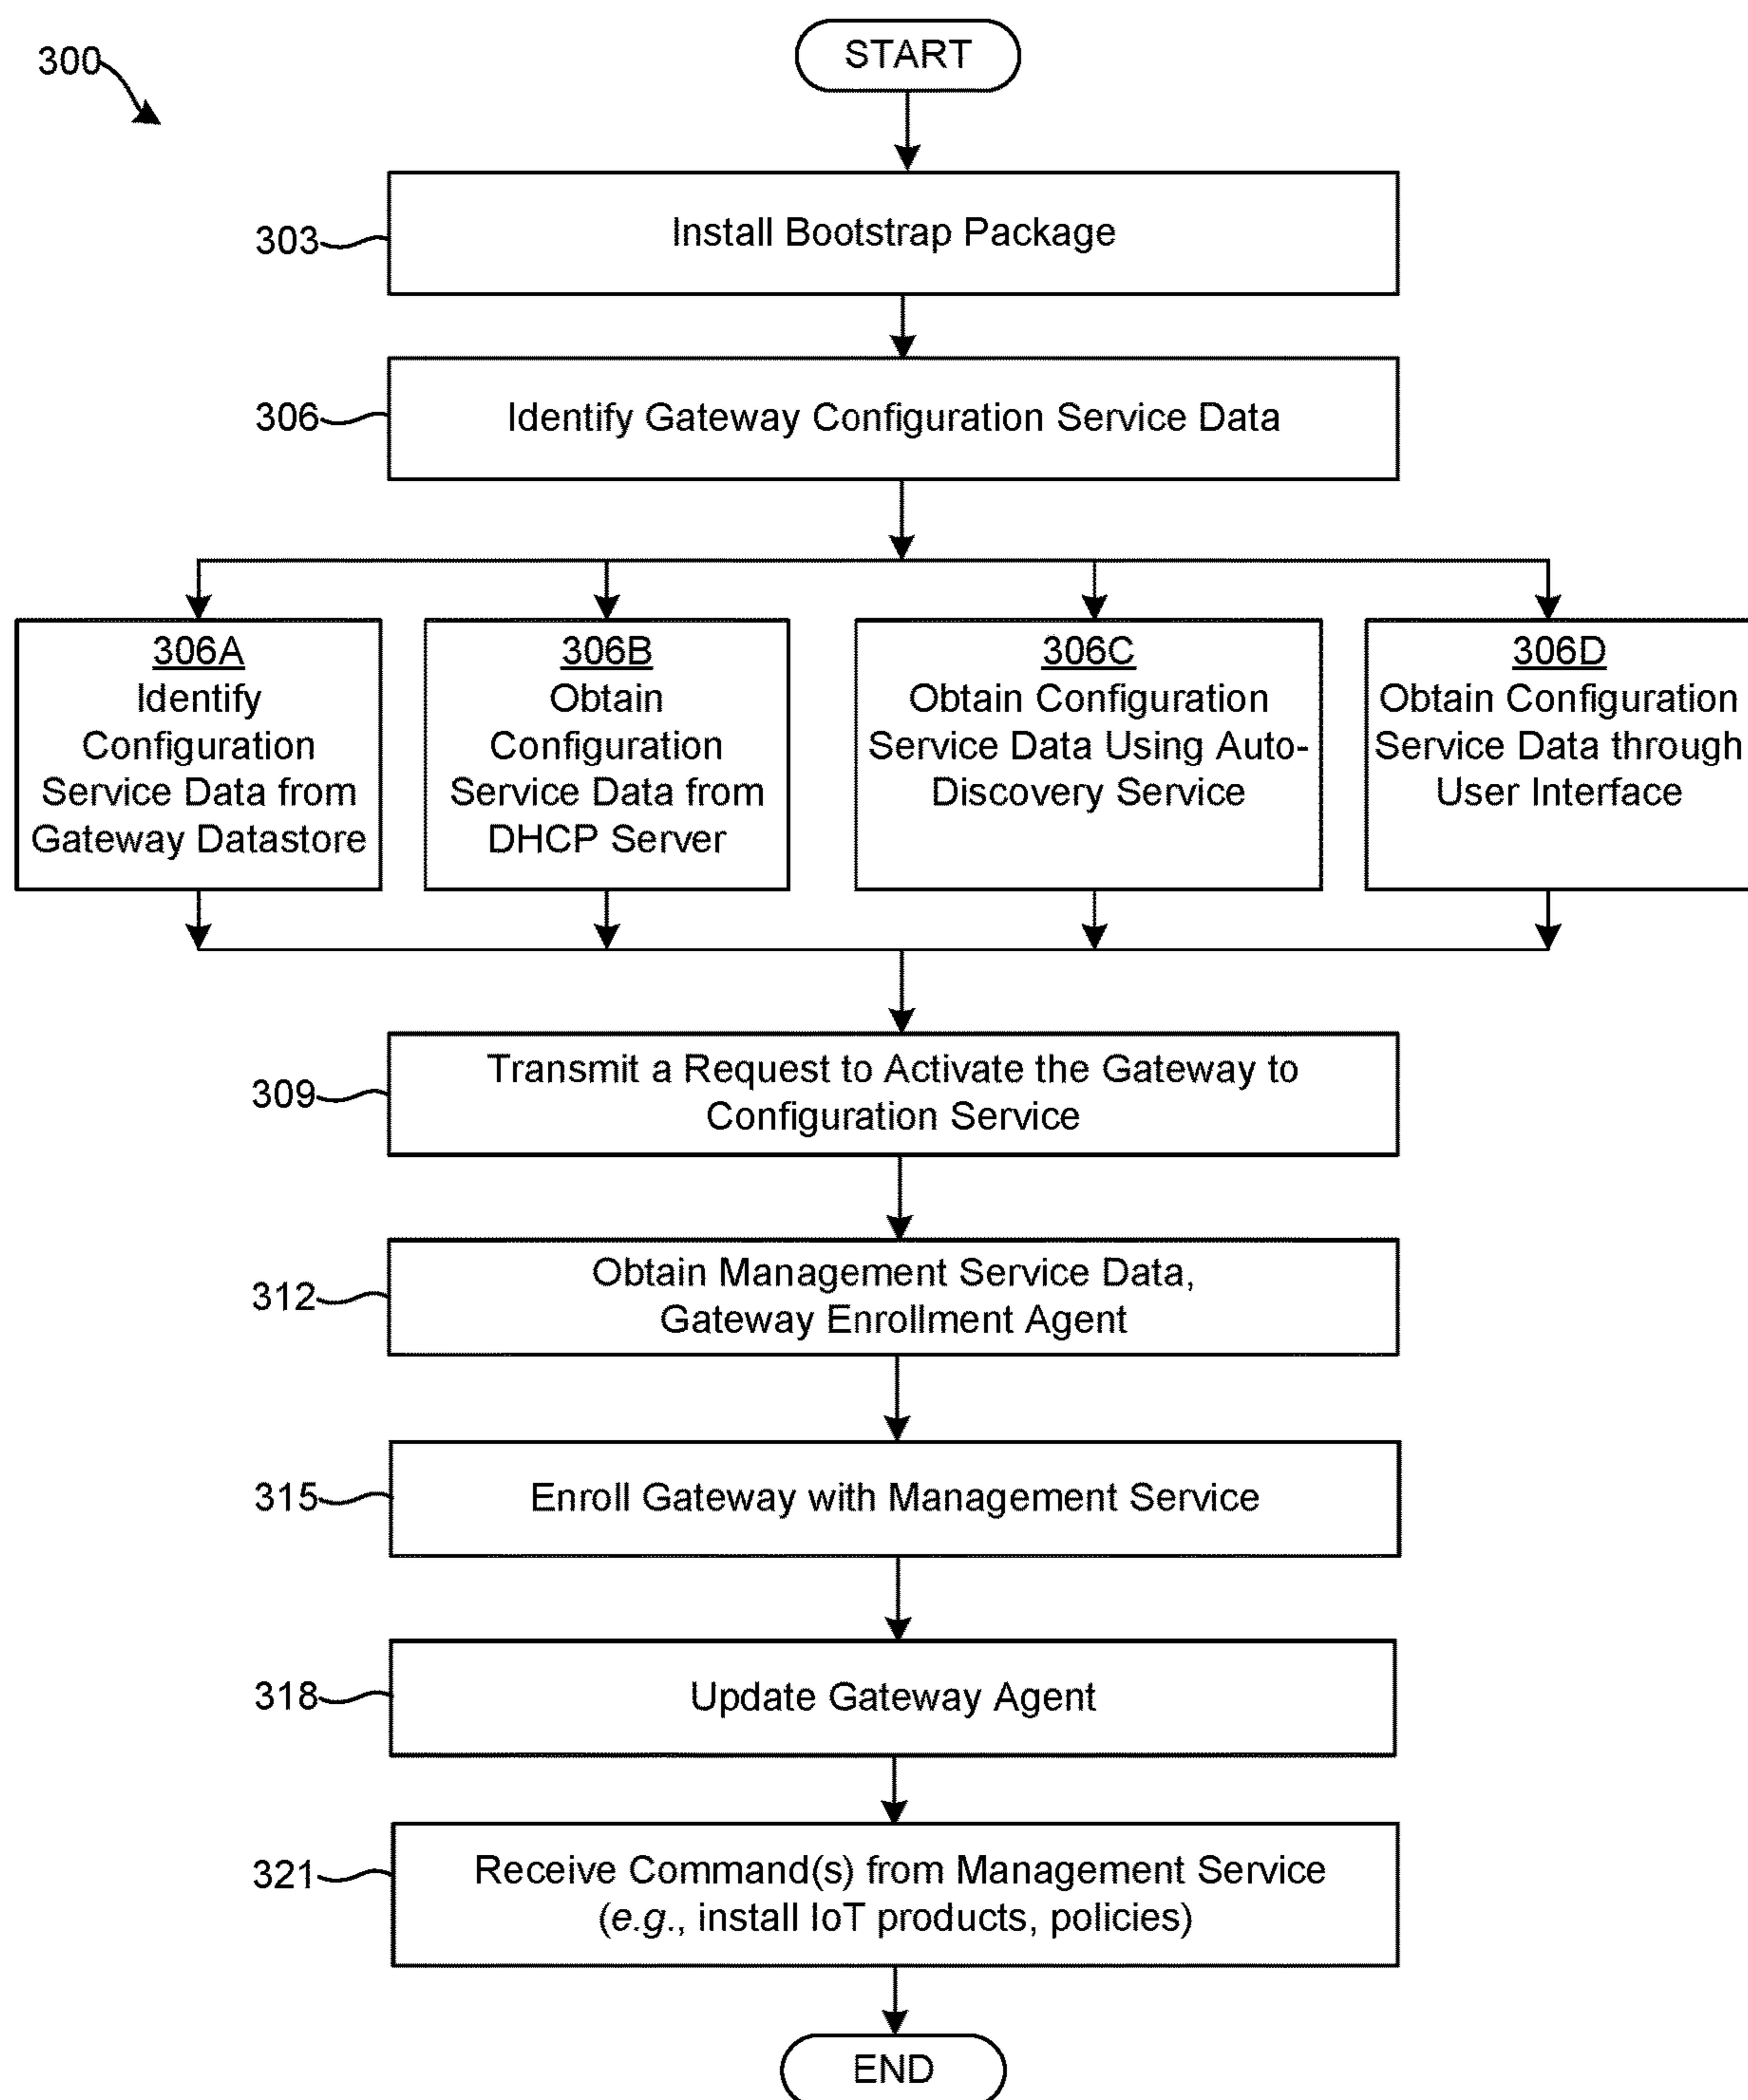 300
START
303
Install Bootstrap Package
306
Identify Gateway Configuration Service Data
306A
Identify
Configuration
Service Data from
Gateway Datastore
306B
Obtain
Configuration
Service Data from
DHCP Server
306C
Obtain Configuration
Service Data Using Auto-
Discovery Service
306D
Obtain Configuration
Service Data through
User Interface
309
Transmit a Request to Activate the Gateway to
Configuration Service
312
Obtain Management Service Data,
Gateway Enrollment Agent
315
Enroll Gateway with Management Service
318
Update Gateway Agent
321
Receive Command(s) from Management Service
(e.g., install IoT products, policies)
END